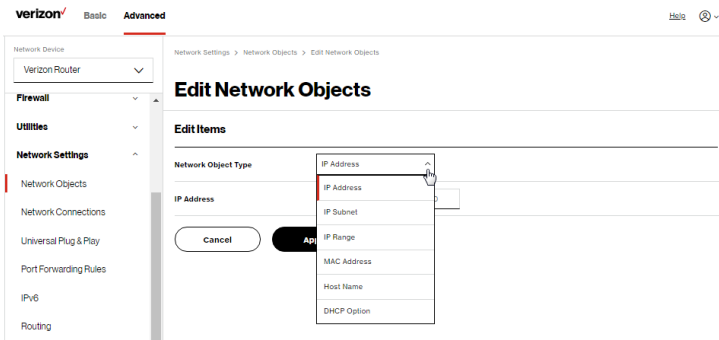 verizon✓ Basic Advanced Help
Network Device
Verizon Router
Firewall
Utilities
Network Settings
Network Objects
Network Connections
Universal Plug & Play
Port Forwarding Rules
IPv6
Routing
Network Settings > Network Objects > Edit Network Objects
Edit Network Objects
Edit Items
Network Object Type IP Address
IP Address
IP Address
IP Subnet
IP Range
MAC Address
Host Name
DHCP Option
0
Cancel App